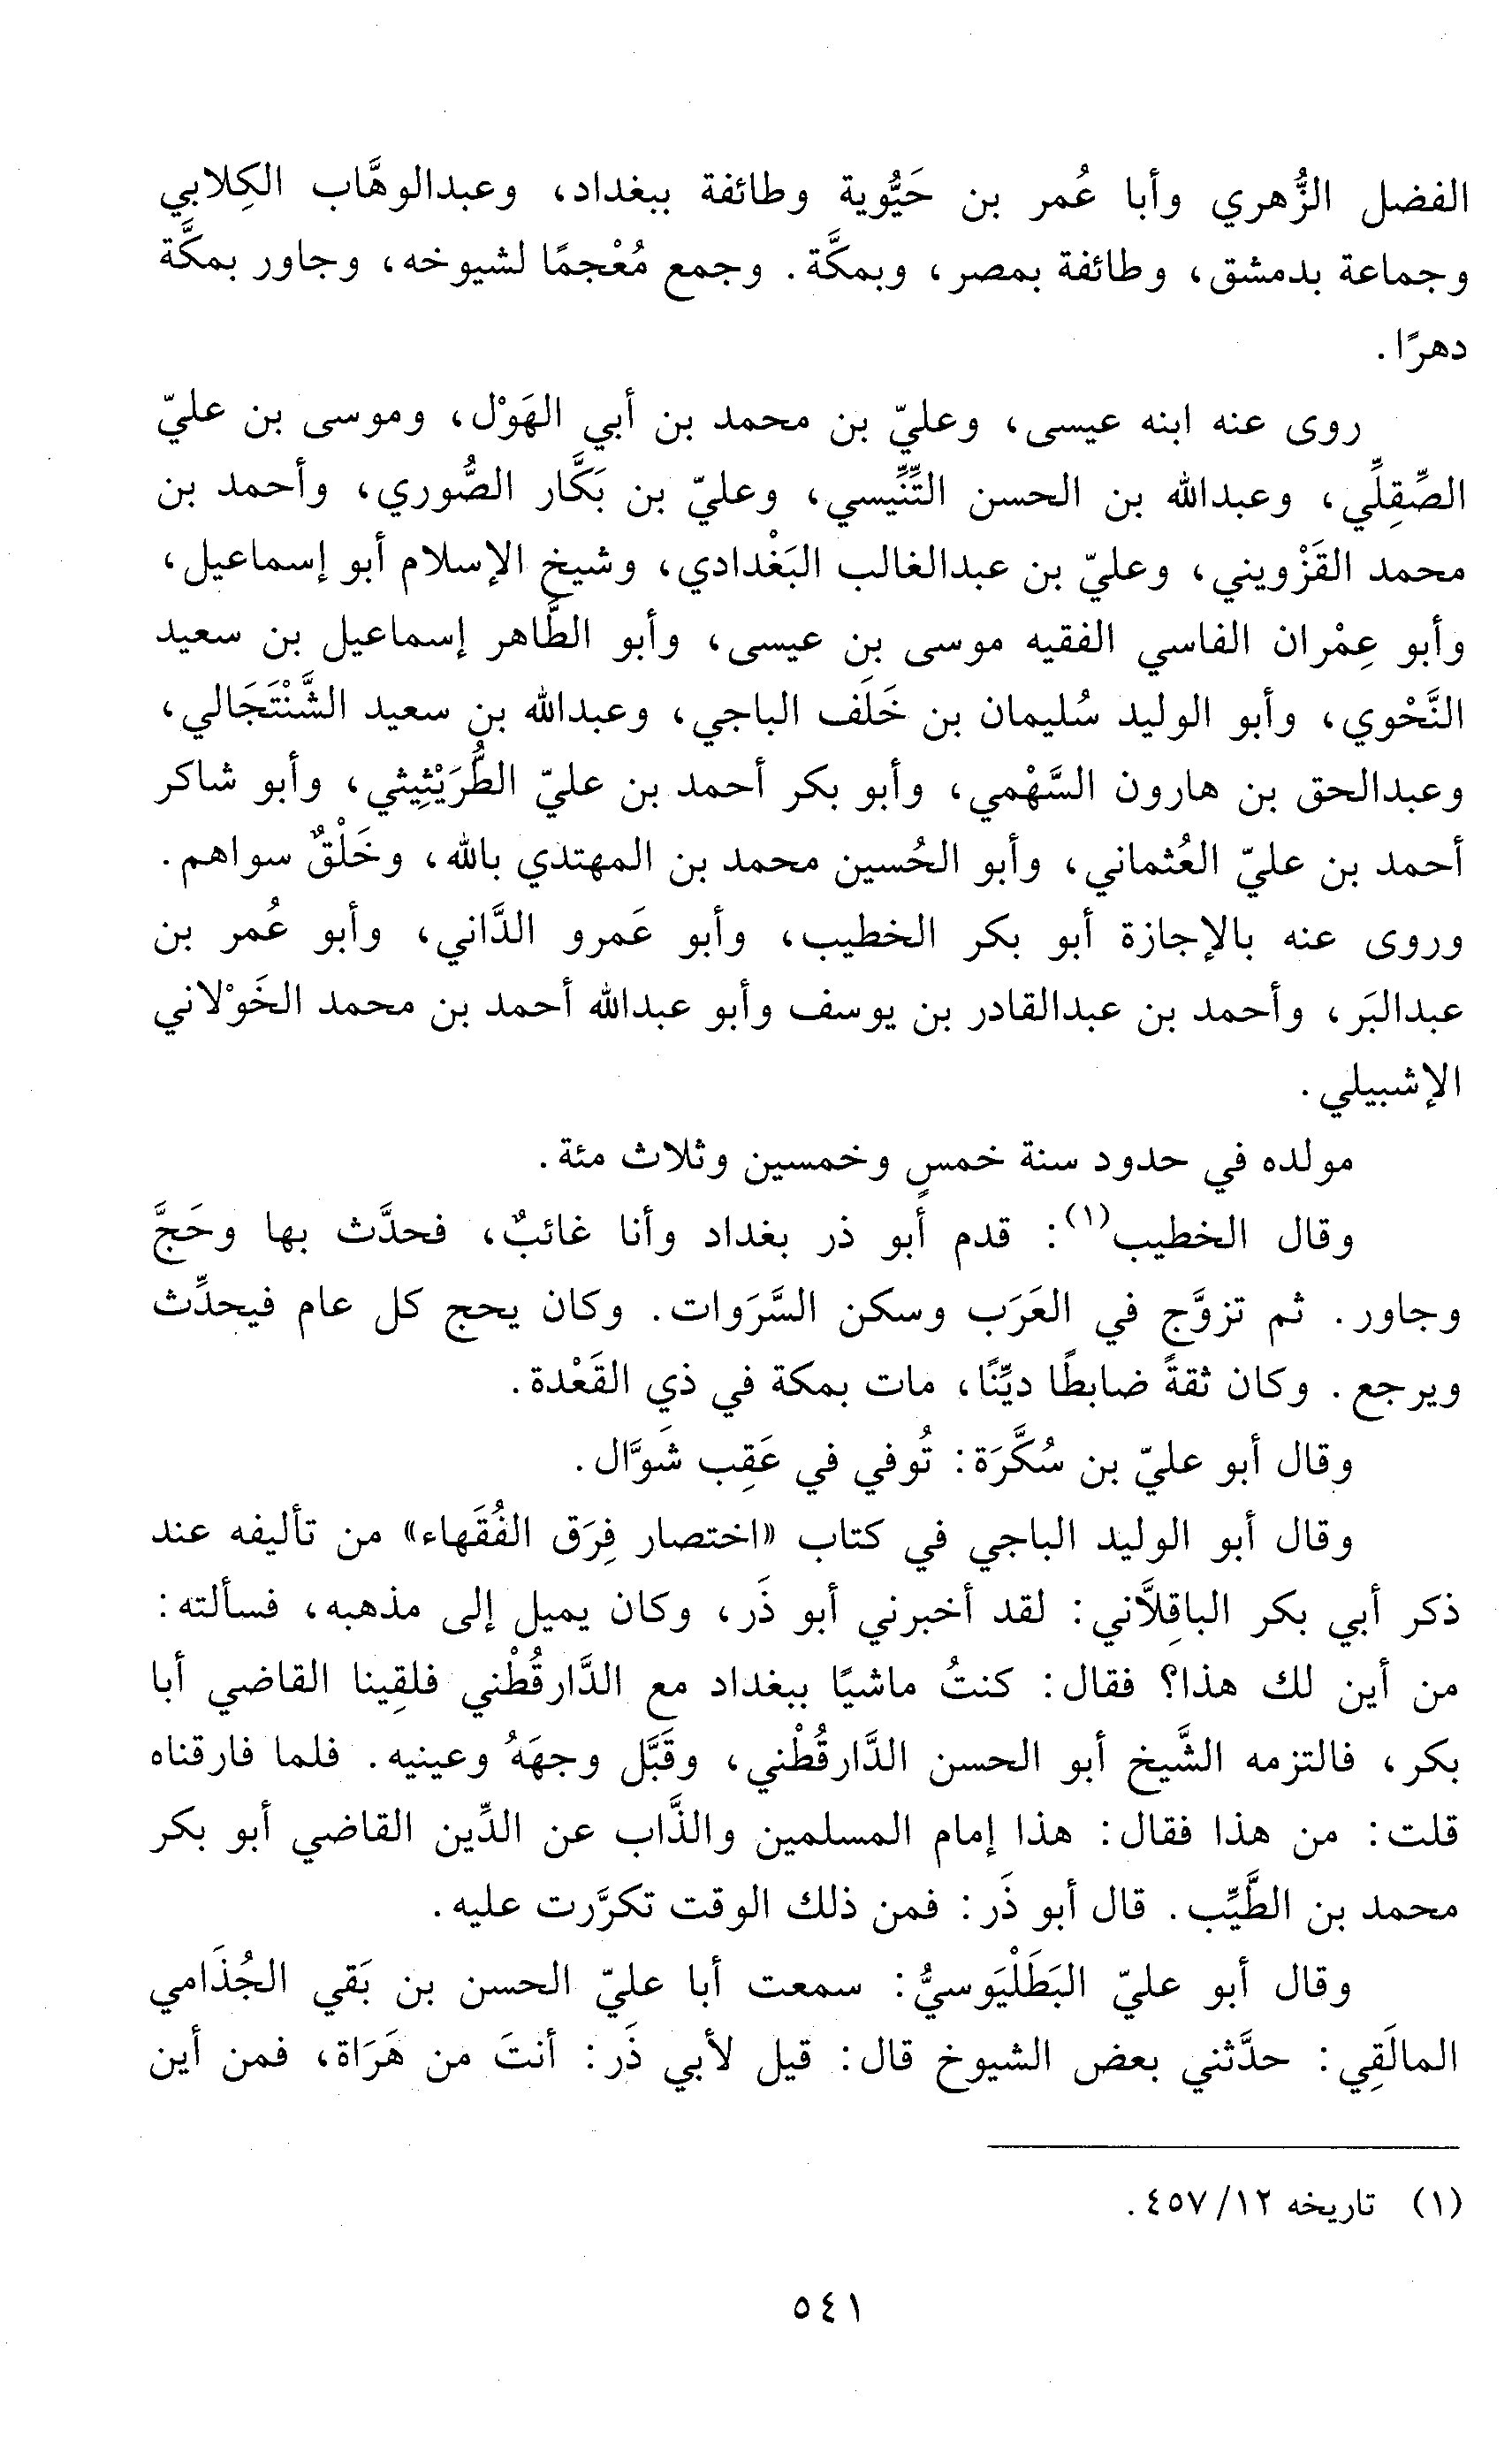 الفضل الزُّهري وأبا عُمر بن حَيُّوية وطائفة ببغداد، وعبدالوهَّاب الكِلابي
وجماعة بدمشق، وطائفة بمصر، وبمكَّة. وجمع مُعْجمًا لشيوخه، وجاور بمكَّة
دهرًا.
روى عنه ابنه عيسى، وعليّ بن محمد بن أبي الهَوْل، وموسى بن عليّ
الصِّقِلِّي، وعبدالله بن الحسن التِّنِّيسي، وعليّ بن بَكَّار الصُّوري، وأحمد بن
محمد القَزْويني، وعليّ بن عبدالغالب البَغْدادي، وشيخ الإسلام أبو إسماعيل،
وأبو عِمْران الفاسي الفقيه موسى بن عيسى، وأبو الطَّاهر إسماعيل بن سعيد
النَّحْوي، وأبو الوليد سُليمان بن خَلَف الباجي، وعبدالله بن سعيد الشَّنْتَجَالي،
وعبدالحق بن هارون السَّهْمي، وأبو بكر أحمد بن عليّ الطُّرَيْثِيثي، وأبو شاكر
أحمد بن عليّ العُثماني، وأبو الحُسين محمد بن المهتدي بالله، وخَلْقٌ سواهم.
وروى عنه بالإجازة أبو بكر الخطيب، وأبو عَمرو الدَّاني، وأبو عُمر بن
عبدالبَر، وأحمد بن عبدالقادر بن يوسف وأبو عبدالله أحمد بن محمد الخَوْلاني
الإشبيلي.
مولده في حدود سنة خمسٍ وخمسين وثلاث مئة.
وقال الخطيب(١): قدم أبو ذر بغداد وأنا غائبٌ، فحدَّث بها وحَجَّ
وجاور. ثم تزوَّج في العَرَب وسكن السَّرَوات. وكان يحج كل عام فيحدِّث
ويرجع. وكان ثقةً ضابطًا ديِّنًا، مات بمكة في ذي القَعْدة.
وقال أبو عليّ بن سُكَّرَة: تُوفي في عَقِب شَوَّال.
وقال أبو الوليد الباجي في كتاب «اختصار فِرَق الفُقَهاء» من تأليفه عند
ذكر أبي بكر الباقِلاَّني: لقد أخبرني أبو ذَر، وكان يميل إلى مذهبه، فسألته:
من أين لك هذا؟ فقال: كنتُ ماشيًا ببغداد مع الدَّارقُطْني فلقِينا القاضي أبا
بكر، فالتزمه الشَّيخ أبو الحسن الدَّارقُطْني، وقَبَّل وجهَهُ وعينيه. فلما فارقناه
قلت: من هذا فقال: هذا إمام المسلمين والذَّاب عن الدِّين القاضي أبو بكر
محمد بن الطَّيِّب. قال أبو ذَر: فمن ذلك الوقت تكرَّرت عليه.
وقال أبو عليّ البَطَلْيَوسيُّ: سمعت أبا عليّ الحسن بن بَقي الجُذَامي
المالَقِي: حدَّثني بعض الشيوخ قال: قيل لأبي ذَر: أنتَ من هَرَاة، فمن أين
(١) تاريخه ١٢/ ٤٥٧.
٥٤١